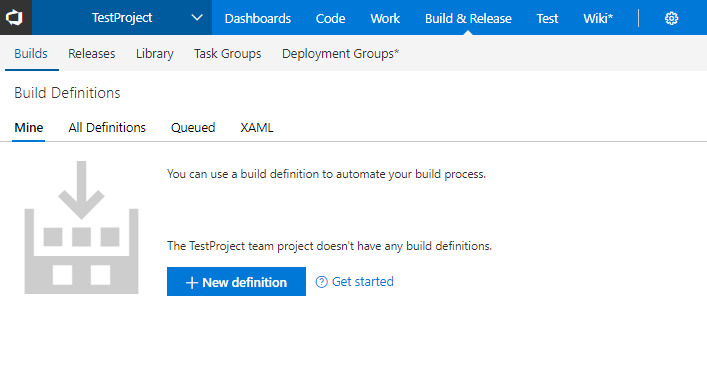 TestProject Dashboards Code Work Build & Release Test Wiki*
Builds Releases Library Task Groups Deployment Groups*
Build Definitions
Mine All Definitions Queued XAML
You can use a build definition to automate your build process.
The TestProject team project doesn't have any build definitions.
+ New definition ? Get started